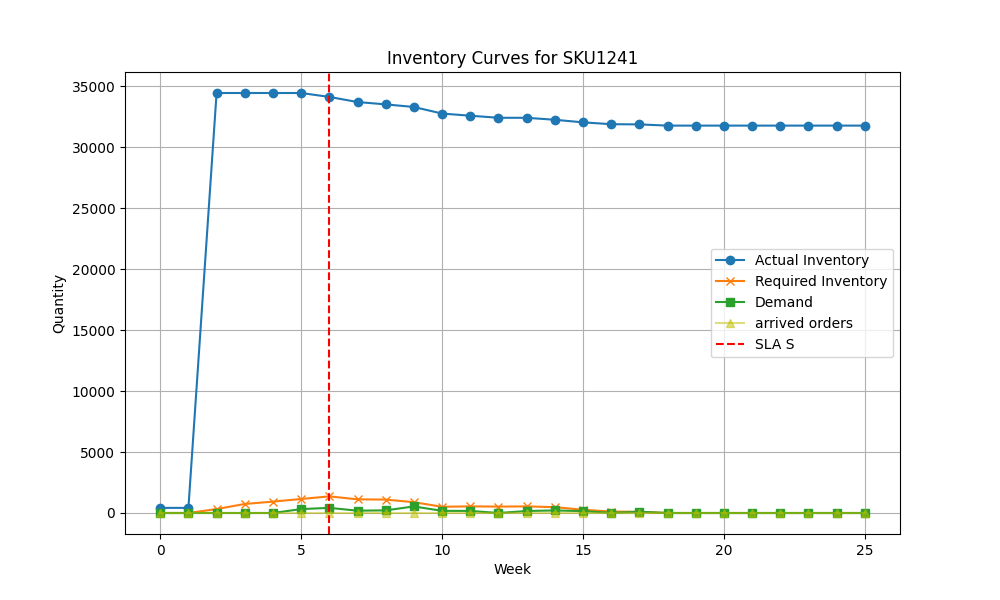 Inventory Curves for SKU1241
35000
30000
25000
20000
15000
10000
5000
0
Quantity
Actual Inventory
Required Inventory
Demand
arrived orders
SLA S
0 5 10 15 20 25
Week